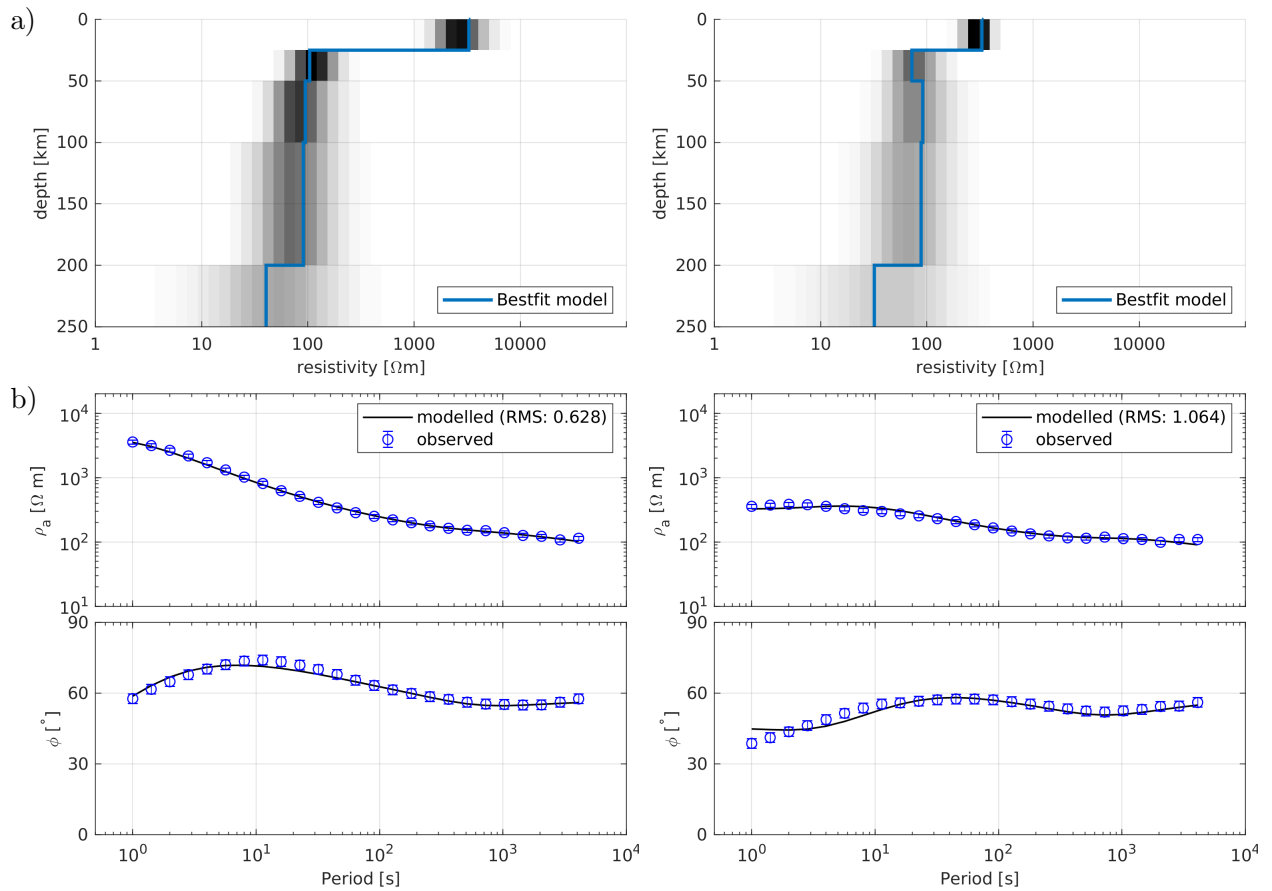 a)
0
50
100
150
200
250
depth [km]
Bestfit model
1 10 100 1000 10000
resistivity [Ωm]
0
50
100
150
200
250
depth [km]
Bestfit model
1 10 100 1000 10000
resistivity [Ωm]
b)
10⁴
10³
10²
10¹
ρₐ [Ω m]
modelled (RMS: 0.628)
observed
10⁴
10³
10²
10¹
ρₐ [Ω m]
modelled (RMS: 1.064)
observed
90
60
30
0
ϕ [°]
10⁰ 10¹ 10² 10³ 10⁴
Period [s]
90
60
30
0
ϕ [°]
10⁰ 10¹ 10² 10³ 10⁴
Period [s]